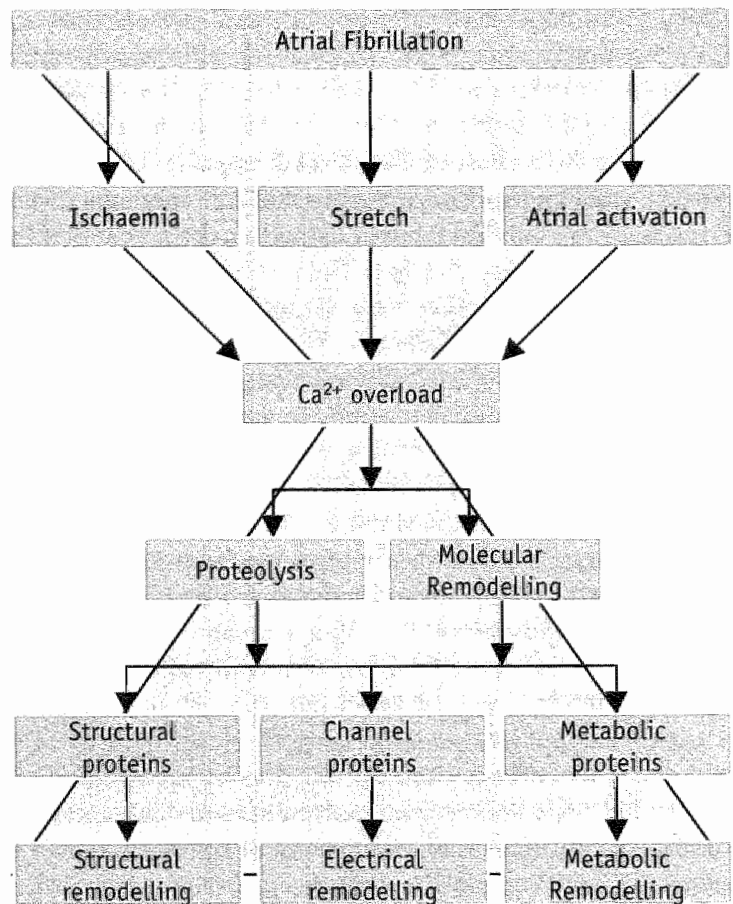 Atrial Fibrillation
Ischaemia
Stretch
Atrial activation
Ca²⁺ overload
Proteolysis
Molecular
Remodelling
Structural
proteins
Channel
proteins
Metabolic
proteins
Structural
remodelling
Electrical
remodelling
Metabolic
Remodelling